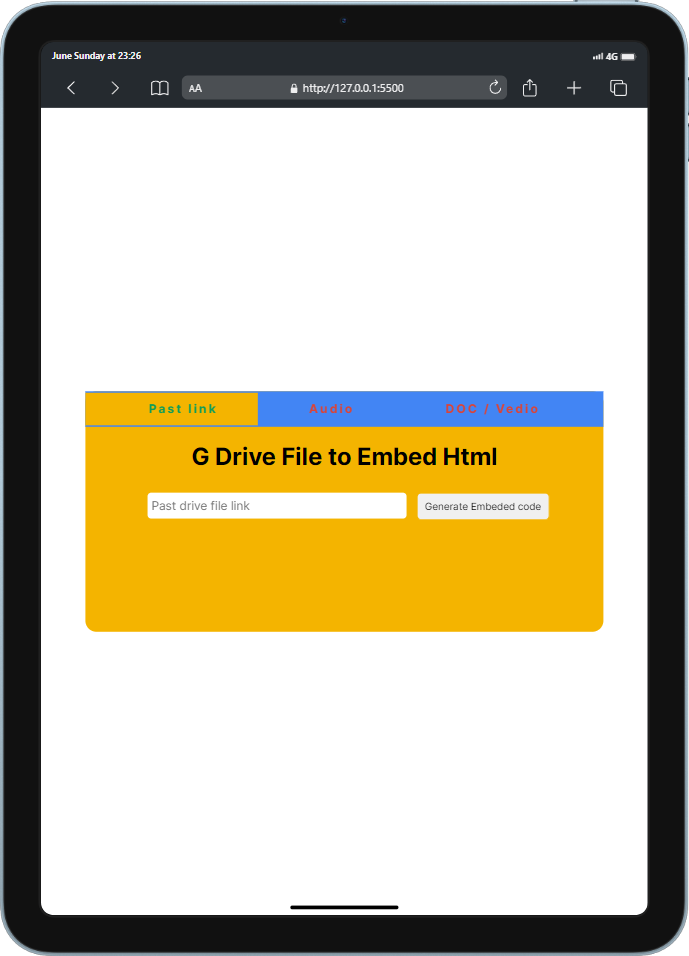 June Sunday at 23:26
4G
AA
http://127.0.0.1:5500
Past link
Audio
DOC / Vedio
G Drive File to Embed Html
Past drive file link
Generate Embeded code